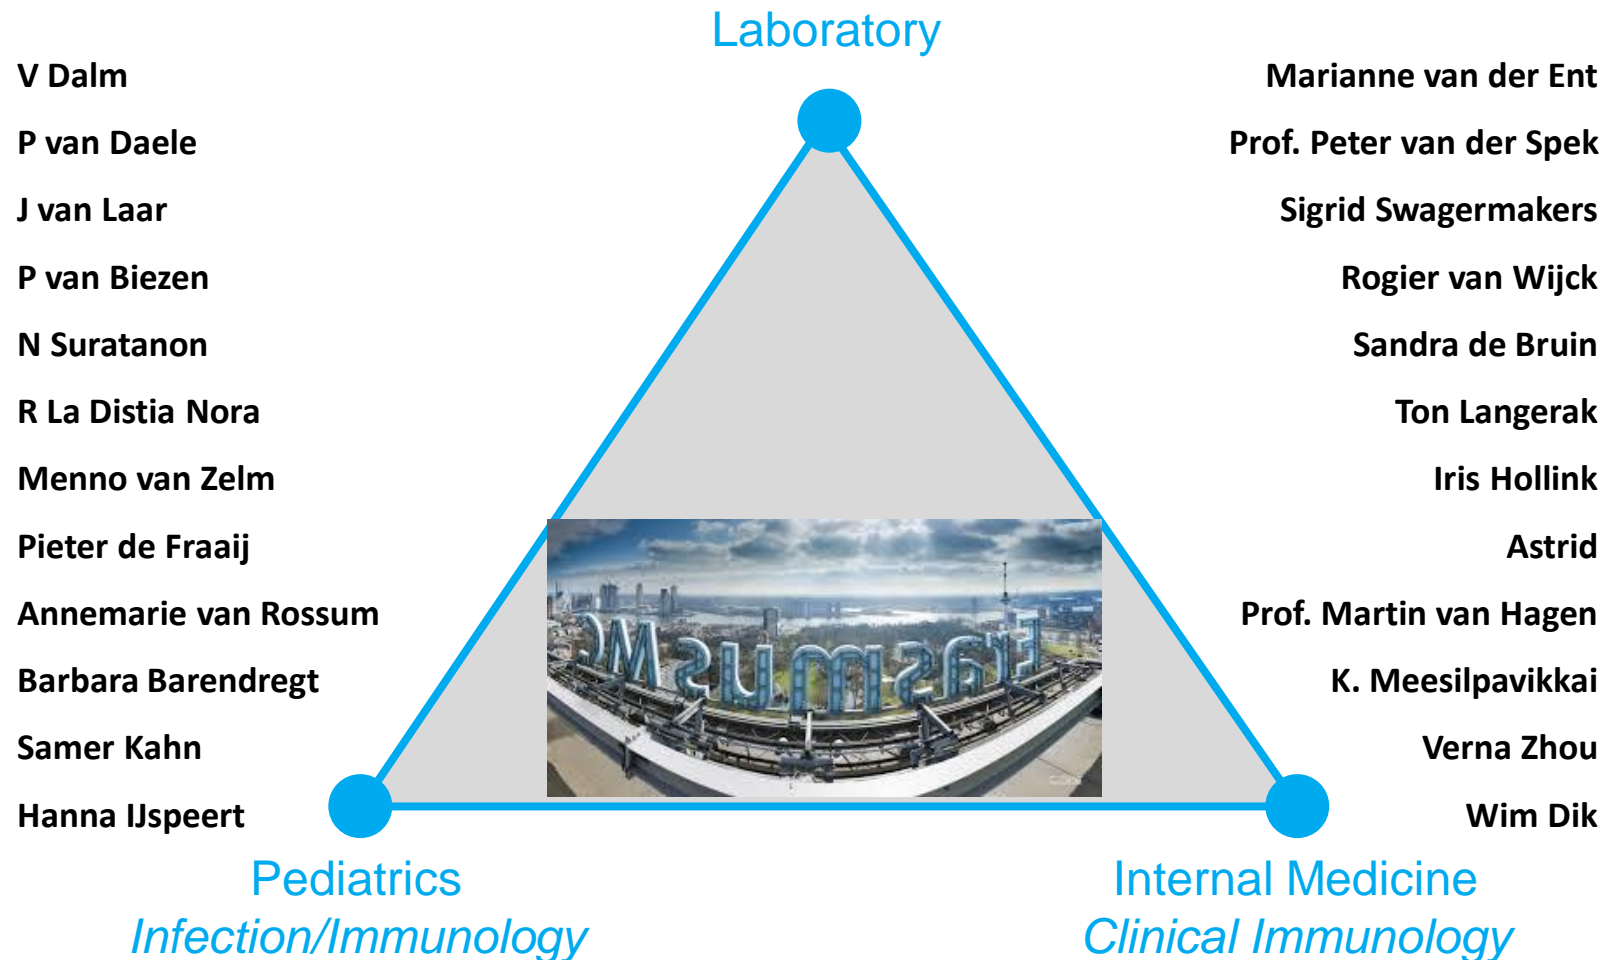 Laboratory
V Dalm
P van Daele
J van Laar
P van Biezen
N Suratanon
R La Distia Nora
Menno van Zelm
Pieter de Fraaij
Annemarie van Rossum
Barbara Barendregt
Samer Kahn
Hanna IJspeert
Marianne van der Ent
Prof. Peter van der Spek
Sigrid Swagermakers
Rogier van Wijck
Sandra de Bruin
Ton Langerak
Iris Hollink
Astrid
Prof. Martin van Hagen
K. Meesilpavikkai
Verna Zhou
Wim Dik
Erasmus MC
Pediatrics
Infection/Immunology
Internal Medicine
Clinical Immunology